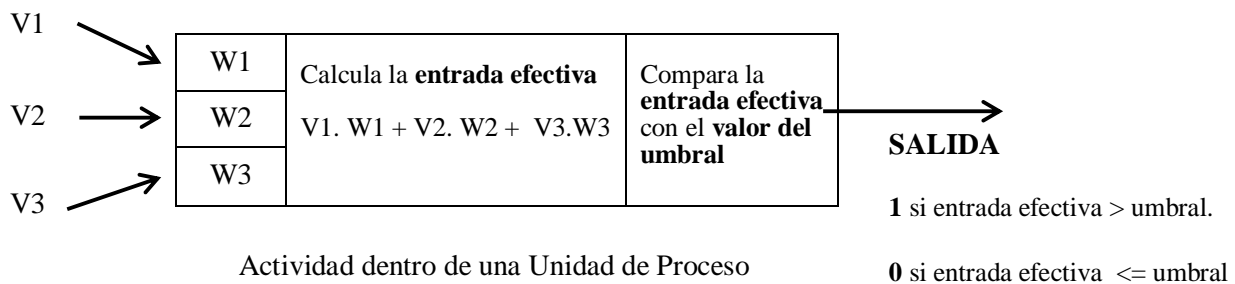 V1
V2
V3
W1
W2
W3
Calcula la entrada efectiva
V1. W1 + V2. W2 + V3.W3
Compara la
entrada efectiva
con el valor del
umbral
SALIDA
1 si entrada efectiva > umbral.
0 si entrada efectiva <= umbral
Actividad dentro de una Unidad de Proceso